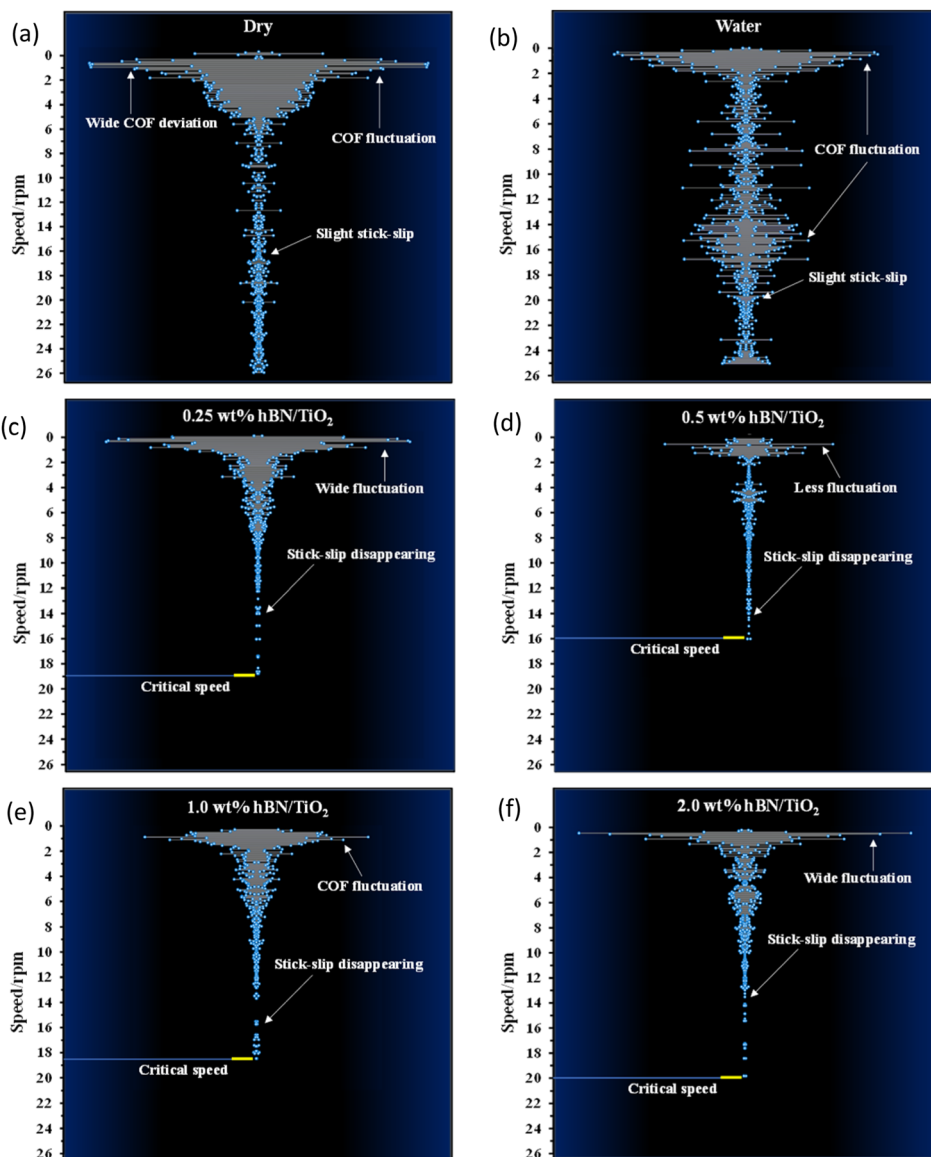 (a)
Dry
0
2
4
6
8
10
12
14
16
18
20
22
24
26
Speed/rpm
Wide COF deviation
COF fluctuation
Slight stick-slip
(b)
Water
0
2
4
6
8
10
12
14
16
18
20
22
24
26
Speed/rpm
COF fluctuation
Slight stick-slip
(c)
0.25 wt% hBN/TiO₂
0
2
4
6
8
10
12
14
16
18
20
22
24
26
Speed/rpm
Wide fluctuation
Stick-slip disappearing
Critical speed
(d)
0.5 wt% hBN/TiO₂
0
2
4
6
8
10
12
14
16
18
20
22
24
26
Speed/rpm
Less fluctuation
Stick-slip disappearing
Critical speed
(e)
1.0 wt% hBN/TiO₂
0
2
4
6
8
10
12
14
16
18
20
22
24
26
Speed/rpm
COF fluctuation
Stick-slip disappearing
Critical speed
(f)
2.0 wt% hBN/TiO₂
0
2
4
6
8
10
12
14
16
18
20
22
24
26
Speed/rpm
Wide fluctuation
Stick-slip disappearing
Critical speed